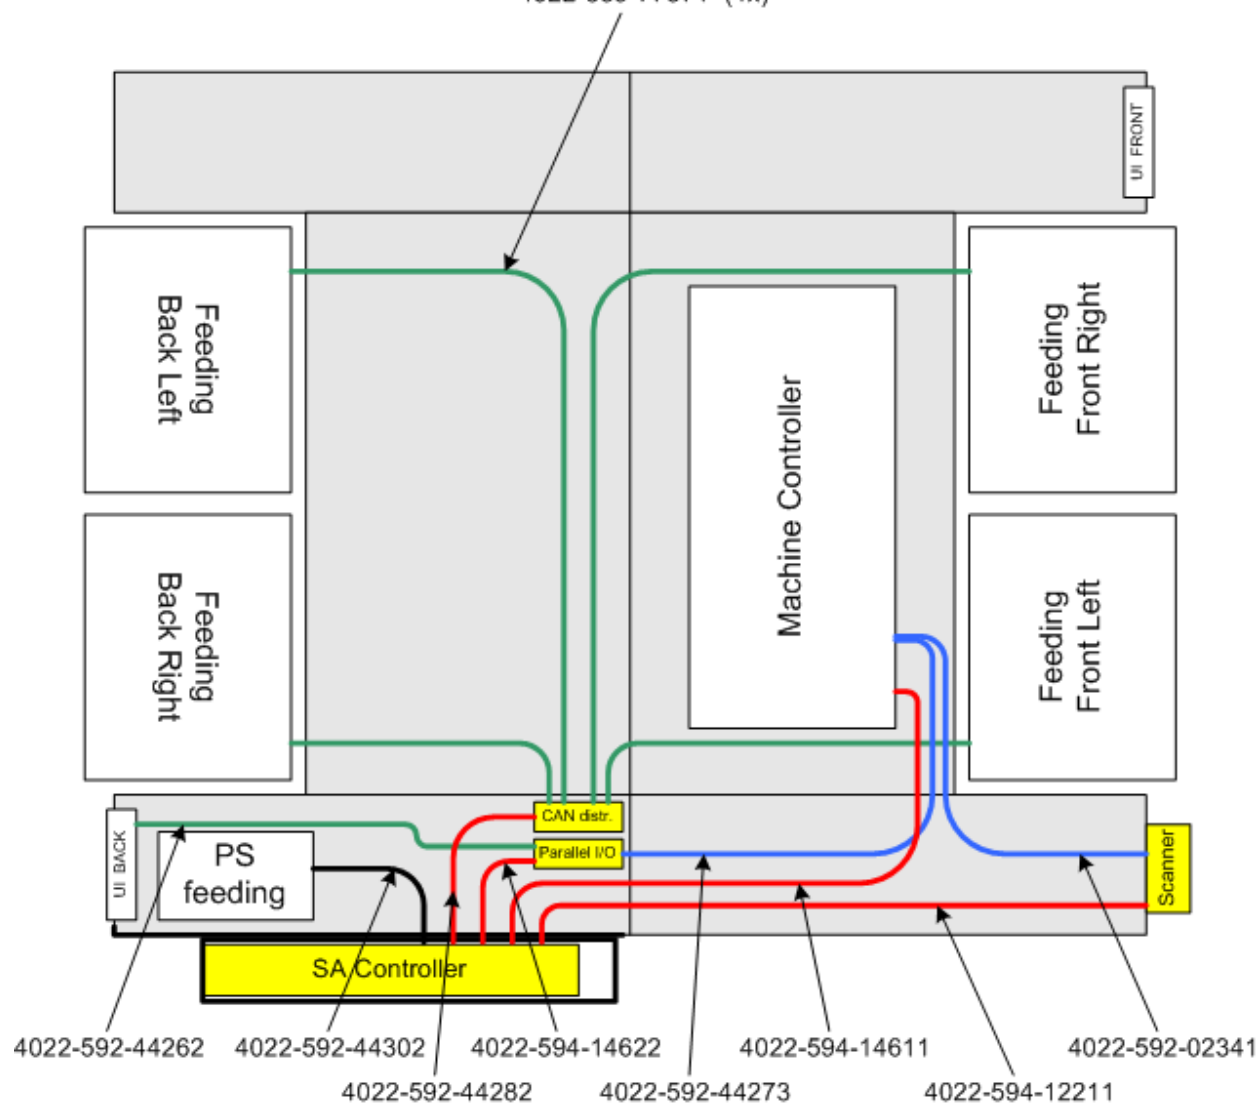 (4x)
UI FRONT
Feeding
Back Left
Feeding
Front Right
Machine Controller
Feeding
Back Right
Feeding
Front Left
CAN distr.
Parallel I/O
UI BACK
PS
feeding
Scanner
SA Controller
4022-592-44262
4022-592-44302
4022-594-14622
4022-594-14611
4022-592-02341
4022-592-44282
4022-592-44273
4022-594-12211